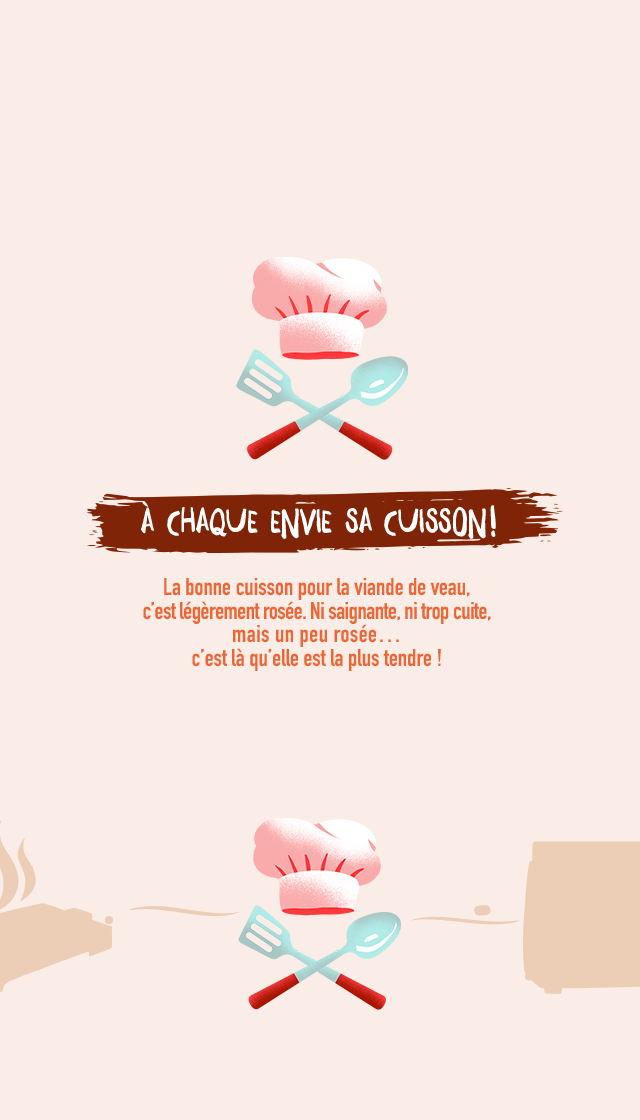 À CHAQUE ENVIE SA CUISSON!
La bonne cuisson pour la viande de veau,
c’est légèrement rosée. Ni saignante, ni trop cuite,
mais un peu rosée...
c’est là qu’elle est la plus tendre !